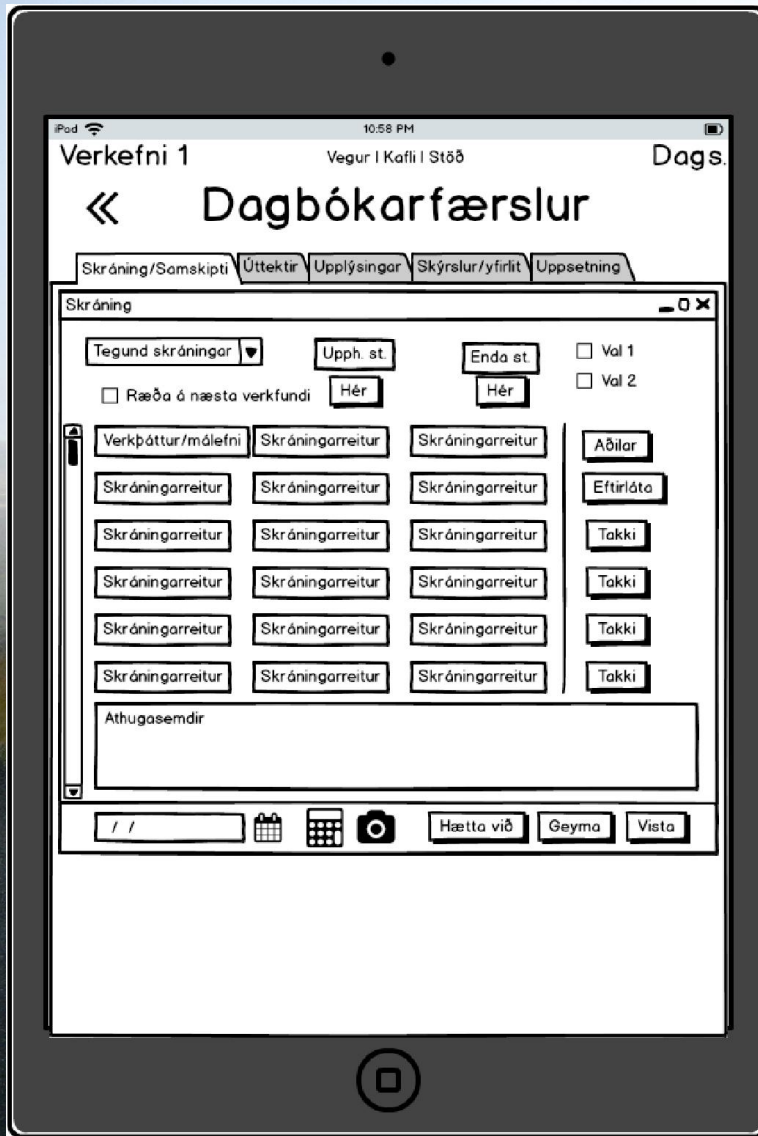 iPod 10:58 PM
Verkefni 1 Vegur | Kafli | Stöð Dags.
Dagbókarfærslur
Skráning/Samskipti Úttektir Upplýsingar Skýrslur/yfirlit Uppsetning
Skráning
Tegund skráningar Upph. st. Enda st. Val 1
Ræða á næsta verkfundi Hér Hér Val 2
Verkþáttur/málefni Skráningarreitur Skráningarreitur Aðilar
Skráningarreitur Skráningarreitur Skráningarreitur Eftirláta
Skráningarreitur Skráningarreitur Skráningarreitur Takki
Skráningarreitur Skráningarreitur Skráningarreitur Takki
Skráningarreitur Skráningarreitur Skráningarreitur Takki
Skráningarreitur Skráningarreitur Skráningarreitur Takki
Athugasemdir
/ / Hætta við Geyma Vista